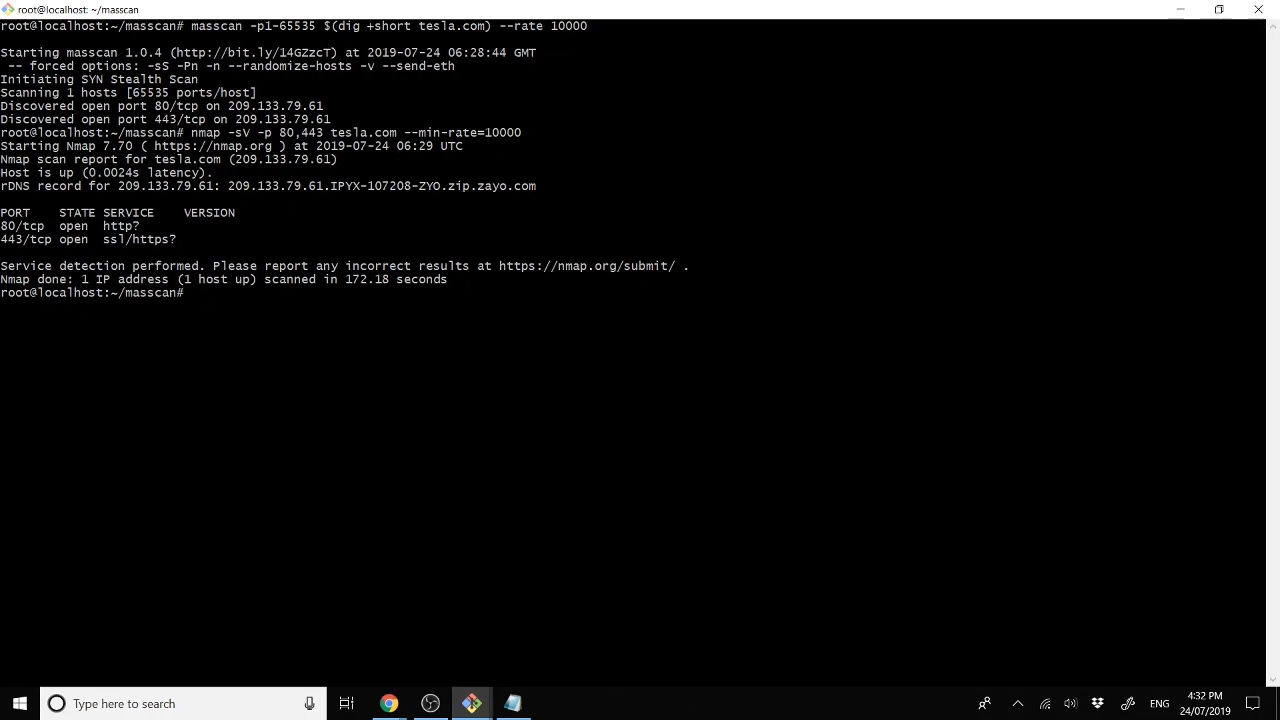 root@localhost: ~/masscan
root@localhost:~/masscan# masscan -p1-65535 $(dig +short tesla.com) --rate 10000
Starting masscan 1.0.4 (http://bit.ly/14GZzcT) at 2019-07-24 06:28:44 GMT
-- forced options: -sS -Pn -n --randomize-hosts -v --send-eth
Initiating SYN Stealth Scan
Scanning 1 hosts [65535 ports/host]
Discovered open port 80/tcp on 209.133.79.61
Discovered open port 443/tcp on 209.133.79.61
root@localhost:~/masscan# nmap -sV -p 80,443 tesla.com --min-rate=10000
Starting Nmap 7.70 ( https://nmap.org ) at 2019-07-24 06:29 UTC
Nmap scan report for tesla.com (209.133.79.61)
Host is up (0.0024s latency).
rDNS record for 209.133.79.61: 209.133.79.61.IPYX-107208-ZYO.zip.zayo.com
PORT    STATE SERVICE    VERSION
80/tcp  open  http?
443/tcp open  ssl/https?
Service detection performed. Please report any incorrect results at https://nmap.org/submit/ .
Nmap done: 1 IP address (1 host up) scanned in 172.18 seconds
root@localhost:~/masscan#
Type here to search
ENG
4:32 PM
24/07/2019